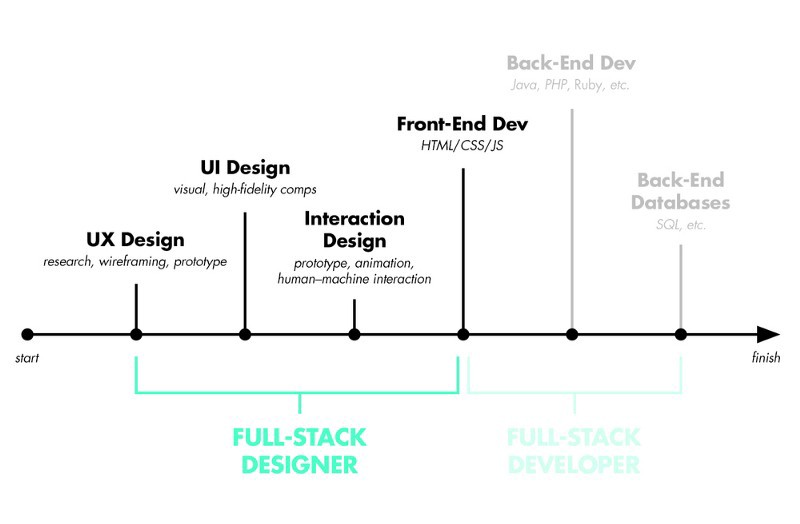 Back-End Dev
Java, PHP, Ruby, etc.
Front-End Dev
HTML/CSS/JS
UI Design
visual, high-fidelity comps
Back-End
Databases
SQL, etc.
Interaction
Design
prototype, animation,
human–machine interaction
UX Design
research, wireframing, prototype
start
finish
FULL-STACK
DESIGNER
FULL-STACK
DEVELOPER